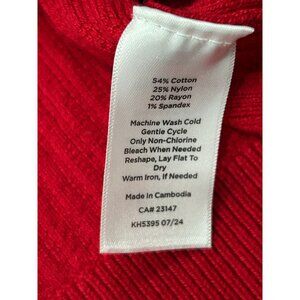 54% Cotton
25% Nylon
20% Rayon
1% Spandex
Machine Wash Cold
Gentle Cycle
Only Non-Chlorine
Bleach When Needed
Reshape, Lay Flat To
Dry
Warm Iron, If Needed
Made In Cambodia
CA# 23147
KH5395 07/24